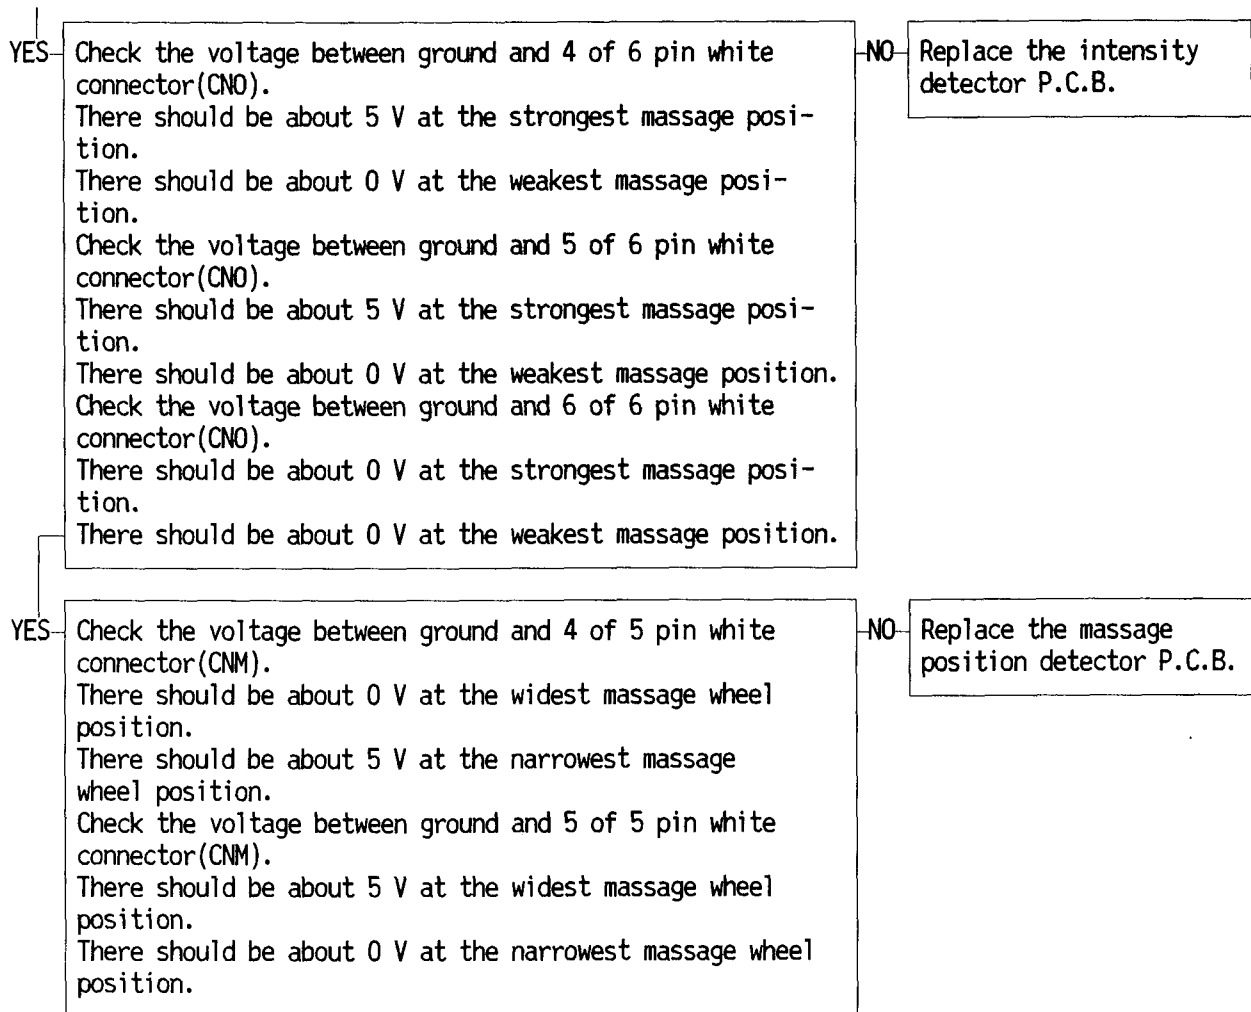 YES
Check the voltage between ground and 4 of 6 pin white
connector(CNO).
There should be about 5 V at the strongest massage posi-
tion.
There should be about 0 V at the weakest massage posi-
tion.
Check the voltage between ground and 5 of 6 pin white
connector(CNO).
There should be about 5 V at the strongest massage posi-
tion.
There should be about 0 V at the weakest massage position.
Check the voltage between ground and 6 of 6 pin white
connector(CNO).
There should be about 0 V at the strongest massage posi-
tion.
There should be about 0 V at the weakest massage position.
NO
Replace the intensity
detector P.C.B.
YES
Check the voltage between ground and 4 of 5 pin white
connector(CNM).
There should be about 0 V at the widest massage wheel
position.
There should be about 5 V at the narrowest massage
wheel position.
Check the voltage between ground and 5 of 5 pin white
connector(CNM).
There should be about 5 V at the widest massage wheel
position.
There should be about 0 V at the narrowest massage wheel
position.
NO
Replace the massage
position detector P.C.B.